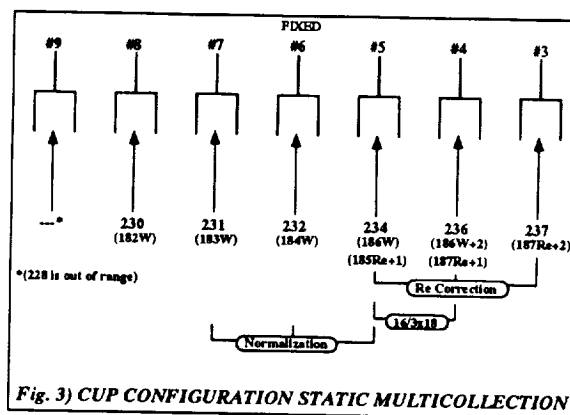 FIXED
#9 #8 #7 #6 #5 #4 #3
---* 230 231 232 234 236 237
(182W) (183W) (184W) (186W) (186W+2) (187Re+2)
(185Re+1) (187Re+1)
*(228 is out of range)
Re Correction
16/3x18
Normalization
Fig. 3) CUP CONFIGURATION STATIC MULTICOLLECTION